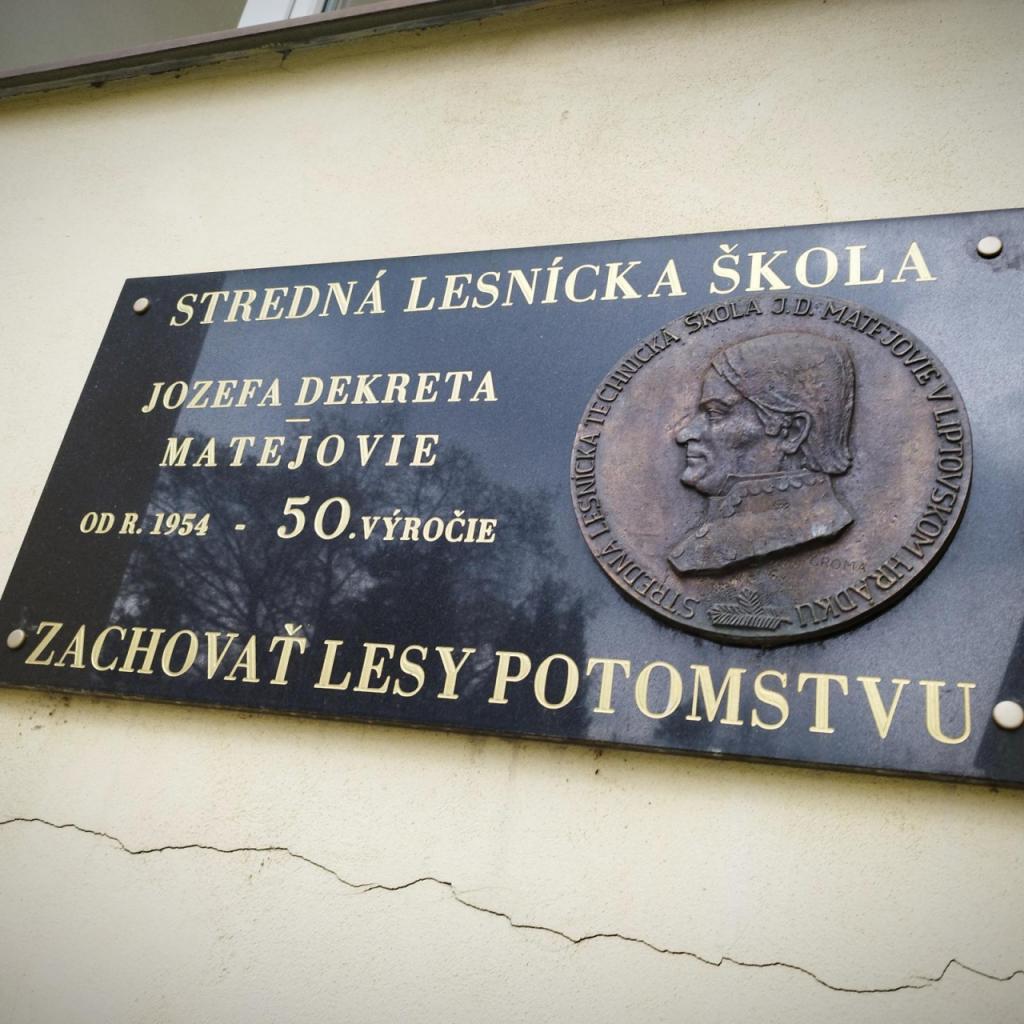 STREDNÁ LESNÍCKA ŠKOLA
JOZEFA DEKRETA
–
MATEJOVIE
OD R. 1954 - 50.VÝROČIE
ZACHOVAŤ LESY POTOMSTVU
STREDNÁ LESNÍCKA TECHNICKÁ ŠKOLA J.D. MATEJOVIE V LIPTOVSKOM HRÁDKU
GROMA